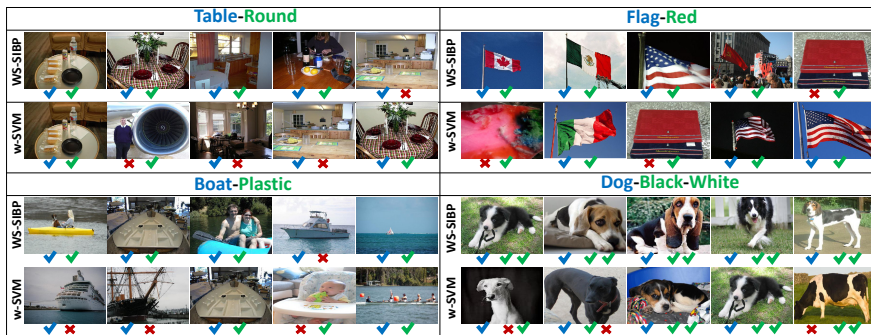 Table-Round
Flag-Red
WS-SIBP
w-SVM
WS-SIBP
w-SVM
Boat-Plastic
Dog-Black-White
WS-SIBP
w-SVM
WS-SIBP
w-SVM